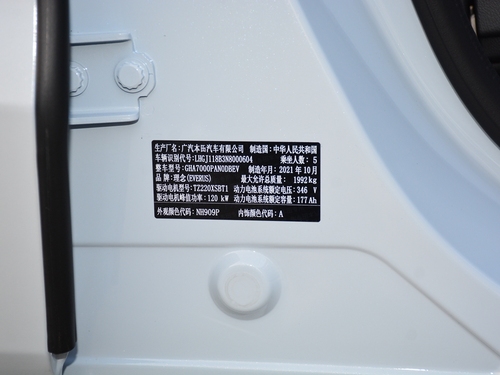 生产厂名：广汽本田汽车有限公司 制造国：中华人民共和国
车辆识别代号：LHGJ118B3N8000604 乘坐人数：5
整车型号：GHA7000PAN0DBEV 制造年月：2021 年 10 月
品牌：理念(EVERUS) 最大允许总质量：1992kg
驱动电机型号：TZ220XSBT1 动力电池系统额定电压：346 V
驱动电机峰值功率：120 kW 动力电池系统额定容量：177Ah
外观颜色代码：NH909P 内饰颜色代码：A